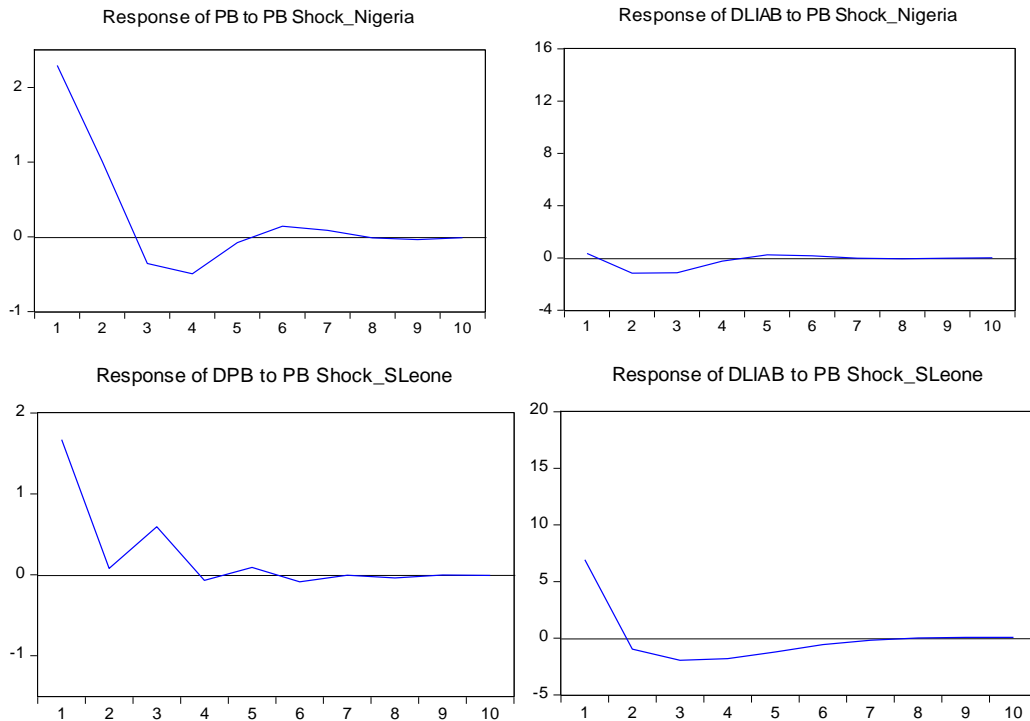 Response of PB to PB Shock_Nigeria
2
1
0
-1
1 2 3 4 5 6 7 8 9 10
Response of DLIAB to PB Shock_Nigeria
16
12
8
4
0
-4
1 2 3 4 5 6 7 8 9 10
Response of DPB to PB Shock_SLeone
2
1
0
-1
1 2 3 4 5 6 7 8 9 10
Response of DLIAB to PB Shock_SLeone
20
15
10
5
0
-5
1 2 3 4 5 6 7 8 9 10